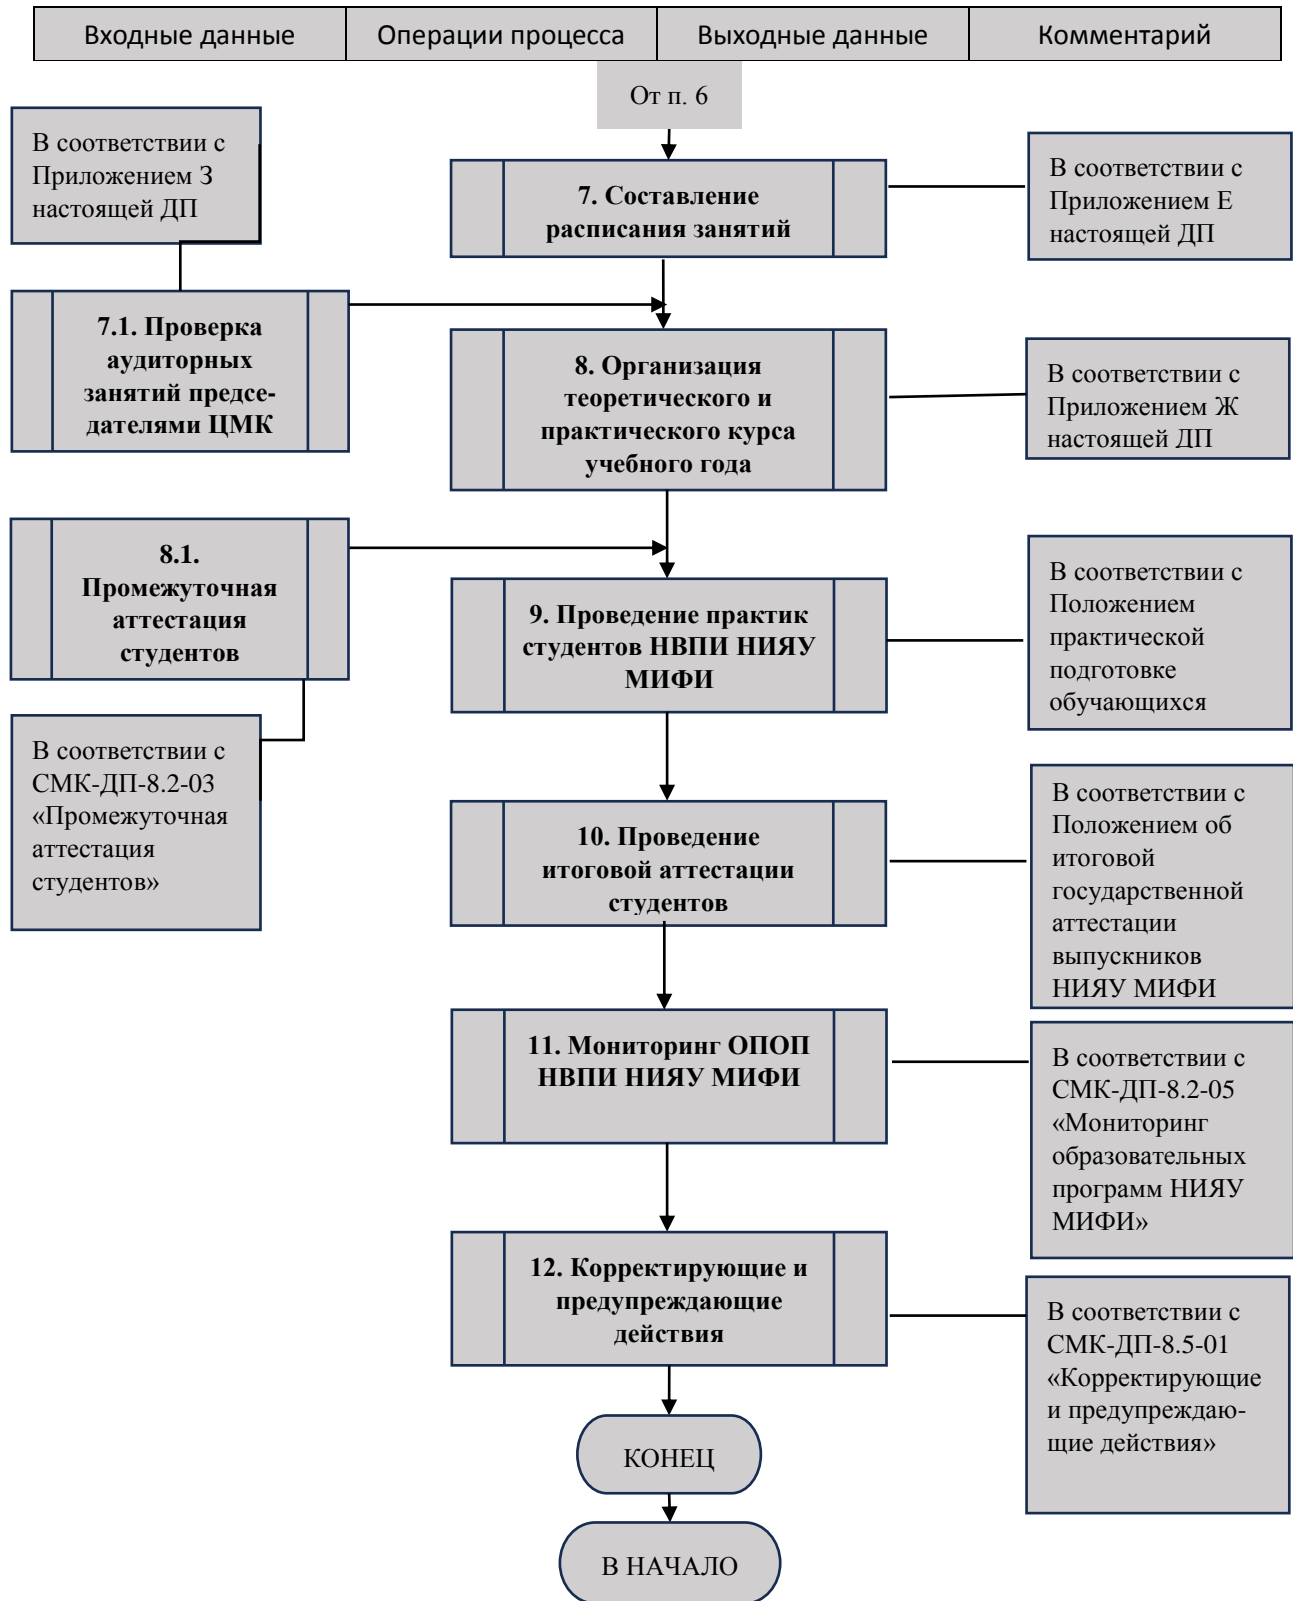 Входные данные
Операции процесса
Выходные данные
Комментарий
От п. 6
В соответствии с
Приложением З
настоящей ДП
7. Составление
расписания занятий
В соответствии с
Приложением Е
настоящей ДП
7.1. Проверка
аудиторных
занятий предсе-
дателями ЦМК
8. Организация
теоретического и
практического курса
учебного года
В соответствии с
Приложением Ж
настоящей ДП
8.1.
Промежуточная
аттестация
студентов
9. Проведение практик
студентов НВПИ НИЯУ
МИФИ
В соответствии с
Положением
практической
подготовке
обучающихся
В соответствии с
СМК-ДП-8.2-03
«Промежуточная
аттестация
студентов»
10. Проведение
итоговой аттестации
студентов
В соответствии с
Положением об
итоговой
государственной
аттестации
выпускников
НИЯУ МИФИ
11. Мониторинг ОПОП
НВПИ НИЯУ МИФИ
В соответствии с
СМК-ДП-8.2-05
«Мониторинг
образовательных
программ НИЯУ
МИФИ»
12. Корректирующие и
предупреждающие
действия
В соответствии с
СМК-ДП-8.5-01
«Корректирующие
и предупреждаю-
щие действия»
КОНЕЦ
В НАЧАЛО